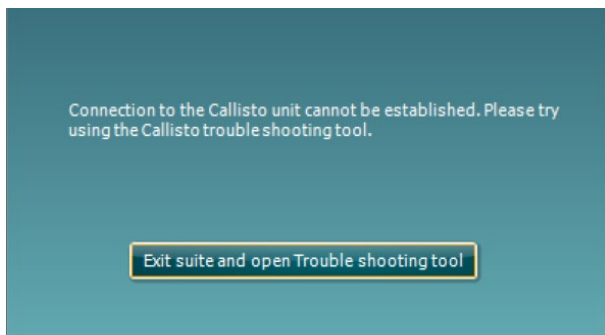 Connection to the Callisto unit cannot be established. Please try
using the Callisto trouble shooting tool.
Exit suite and open Trouble shooting tool